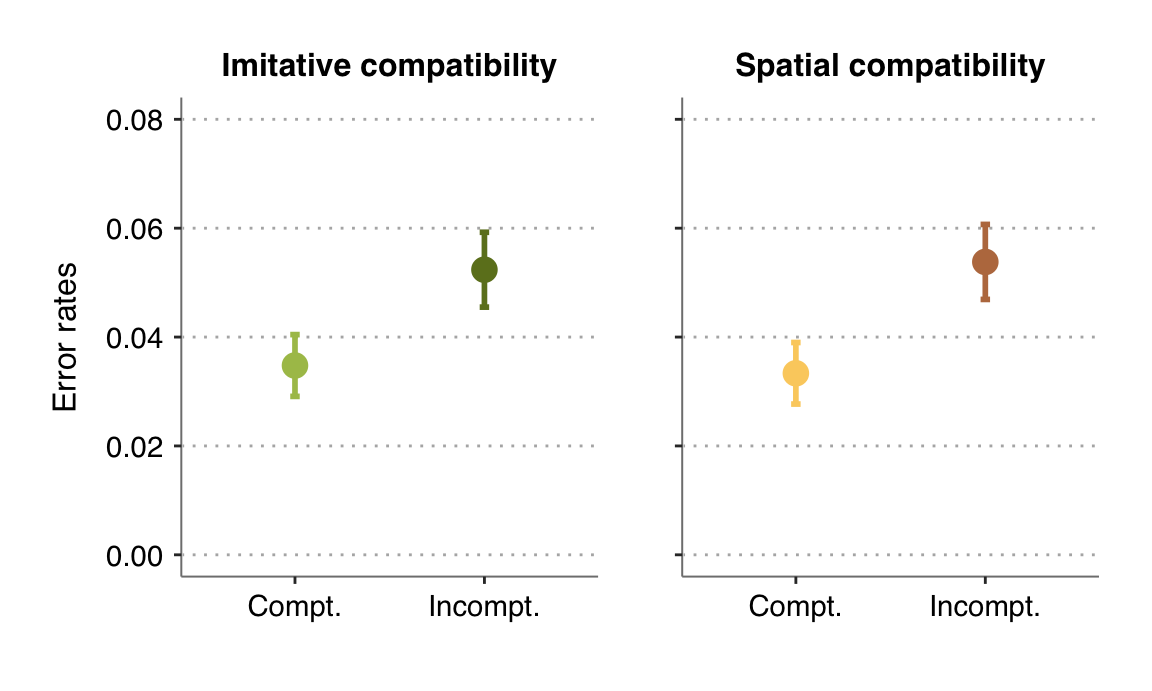 Imitative compatibility
Spatial compatibility
Error rates
0.08
0.06
0.04
0.02
0.00
Compt.
Incompt.
Compt.
Incompt.